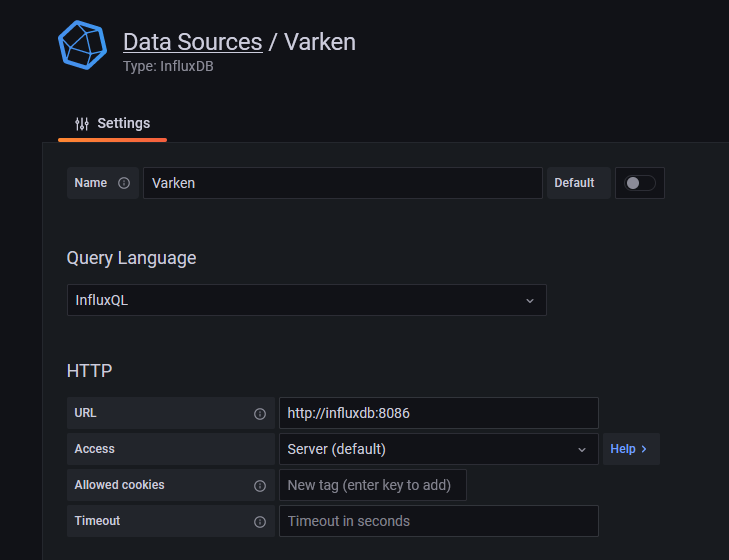 Data Sources / Varken
Type: InfluxDB
Settings
Name Varken Default
Query Language
InfluxQL
HTTP
URL http://influxdb:8086
Access Server (default) Help
Allowed cookies New tag (enter key to add)
Timeout Timeout in seconds